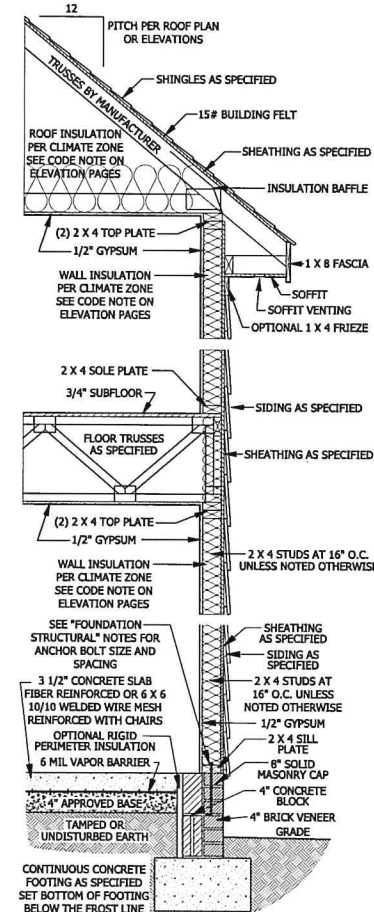 12
PITCH PER ROOF PLAN
OR ELEVATIONS
TRUSSES BY MANUFACTURER
SHINGLES AS SPECIFIED
15# BUILDING FELT
ROOF INSULATION
PER CLIMATE ZONE
SEE CODE NOTE ON
ELEVATION PAGES
SHEATHING AS SPECIFIED
INSULATION BAFFLE
(2) 2 X 4 TOP PLATE
1/2" GYPSUM
WALL INSULATION
PER CLIMATE ZONE
SEE CODE NOTE ON
ELEVATION PAGES
1 X 8 FASCIA
SOFFIT
SOFFIT VENTING
OPTIONAL 1 X 4 FRIEZE
2 X 4 SOLE PLATE
3/4" SUBFLOOR
SIDING AS SPECIFIED
FLOOR TRUSSES
AS SPECIFIED
SHEATHING AS SPECIFIED
(2) 2 X 4 TOP PLATE
1/2" GYPSUM
WALL INSULATION
PER CLIMATE ZONE
SEE CODE NOTE ON
ELEVATION PAGES
2 X 4 STUDS AT 16" O.C.
UNLESS NOTED OTHERWISE
SEE "FOUNDATION
STRUCTURAL" NOTES FOR
ANCHOR BOLT SIZE AND
SPACING
SHEATHING
AS SPECIFIED
SIDING AS
SPECIFIED
3 1/2" CONCRETE SLAB
FIBER REINFORCED OR 6 X 6
10/10 WELDED WIRE MESH
REINFORCED WITH CHAIRS
2 X 4 STUDS AT
16" O.C. UNLESS
NOTED OTHERWISE
1/2" GYPSUM
OPTIONAL RIGID
PERIMETER INSULATION
6 MIL VAPOR BARRIER
2 X 4 SILL
PLATE
8" SOLID
MASONRY CAP
4" CONCRETE
BLOCK
4" APPROVED BASE
4" BRICK VENEER
GRADE
TAMPED OR
UNDISTURBED EARTH
CONTINUOUS CONCRETE
FOOTING AS SPECIFIED
SET BOTTOM OF FOOTING
BELOW THE FROST LINE